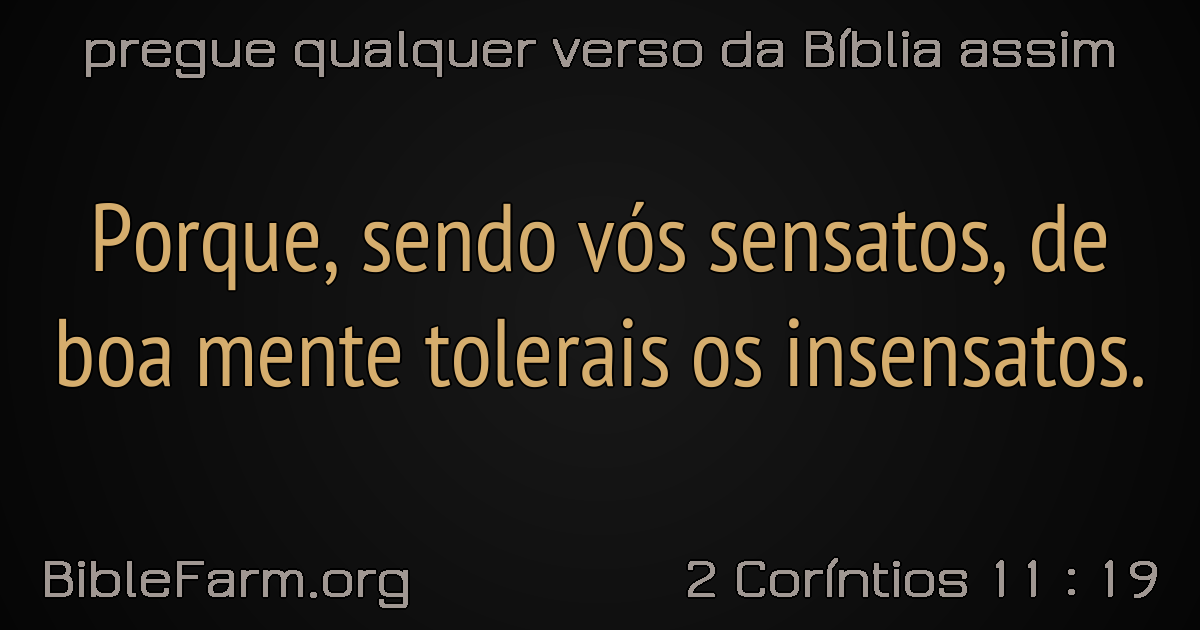 pregue qualquer verso da Bíblia assim
Porque, sendo vós sensatos, de
boa mente tolerais os insensatos.
BibleFarm.org
2 Coríntios 11 : 19